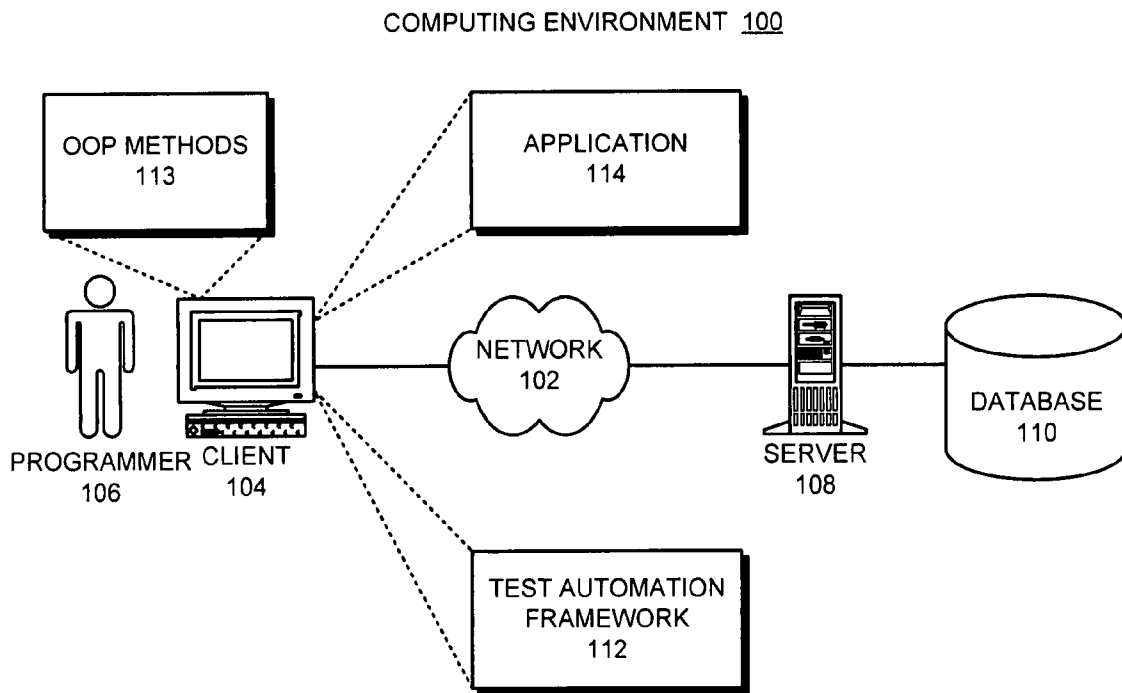 COMPUTING ENVIRONMENT 100
OOP METHODS
113
APPLICATION
114
NETWORK
102
DATABASE
110
PROGRAMMER
106
CLIENT
104
SERVER
108
TEST AUTOMATION
FRAMEWORK
112